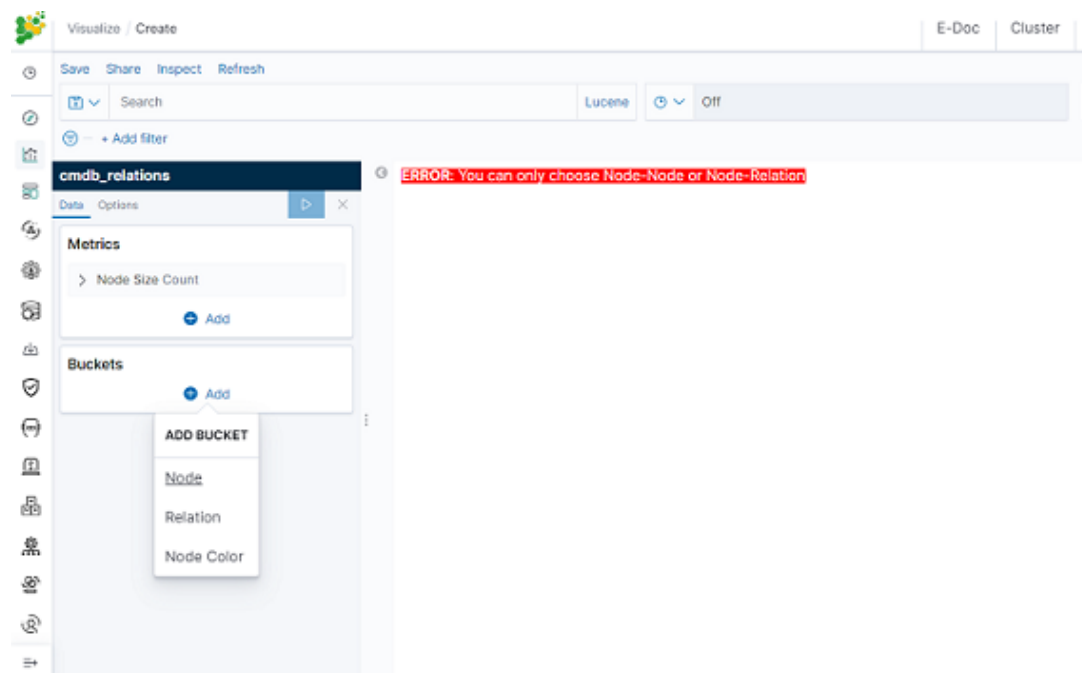 Visualize / Create
E-Doc
Cluster
Save Share Inspect Refresh
Search
Lucene
Off
+ Add filter
cmdb_relations
ERROR: You can only choose Node-Node or Node-Relation
Data Options
Metrics
Node Size Count
Add
Buckets
Add
ADD BUCKET
Node
Relation
Node Color